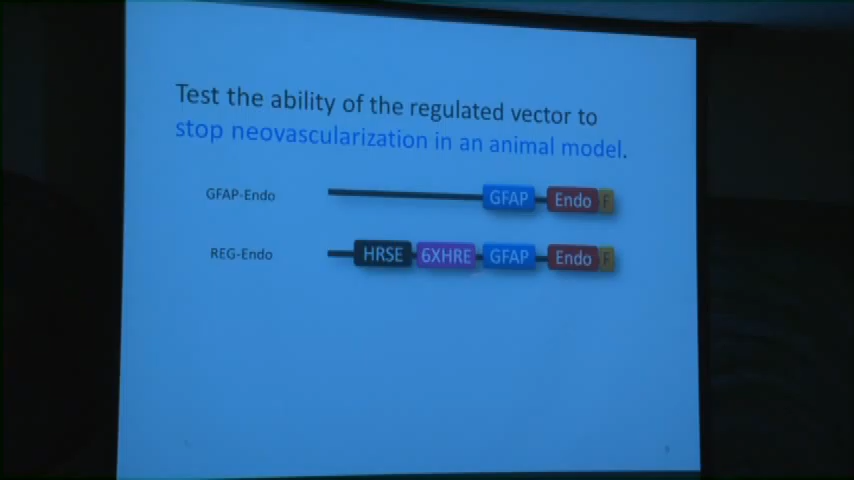 Test the ability of the regulated vector to
stop neovascularization in an animal model.
GFAP-Endo
GFAP
Endo
F
REG-Endo
HRSE
6XHRE
GFAP
Endo
F